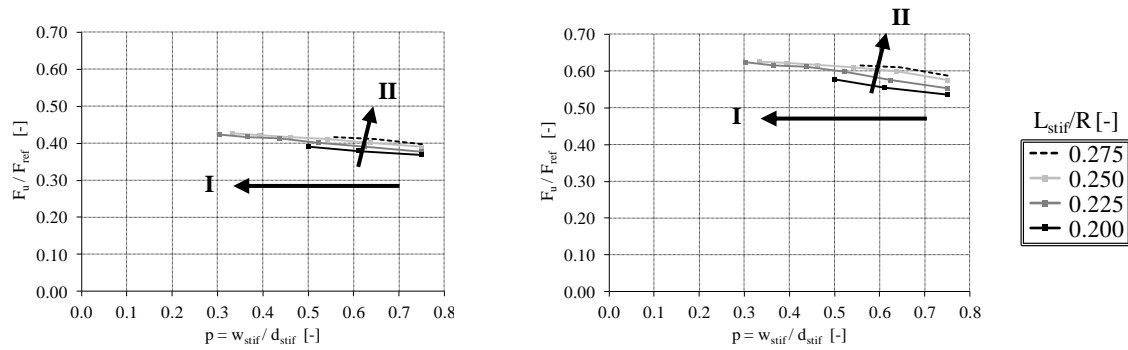 0.70
0.60
0.50
0.40
0.30
0.20
0.10
0.00
F_u / F_ref [-]
II
I
0.0 0.1 0.2 0.3 0.4 0.5 0.6 0.7 0.8
p = w_stif / d_stif [-]
0.70
0.60
0.50
0.40
0.30
0.20
0.10
0.00
F_u / F_ref [-]
II
I
0.0 0.1 0.2 0.3 0.4 0.5 0.6 0.7 0.8
p = w_stif / d_stif [-]
L_stif/R [-]
0.275
0.250
0.225
0.200